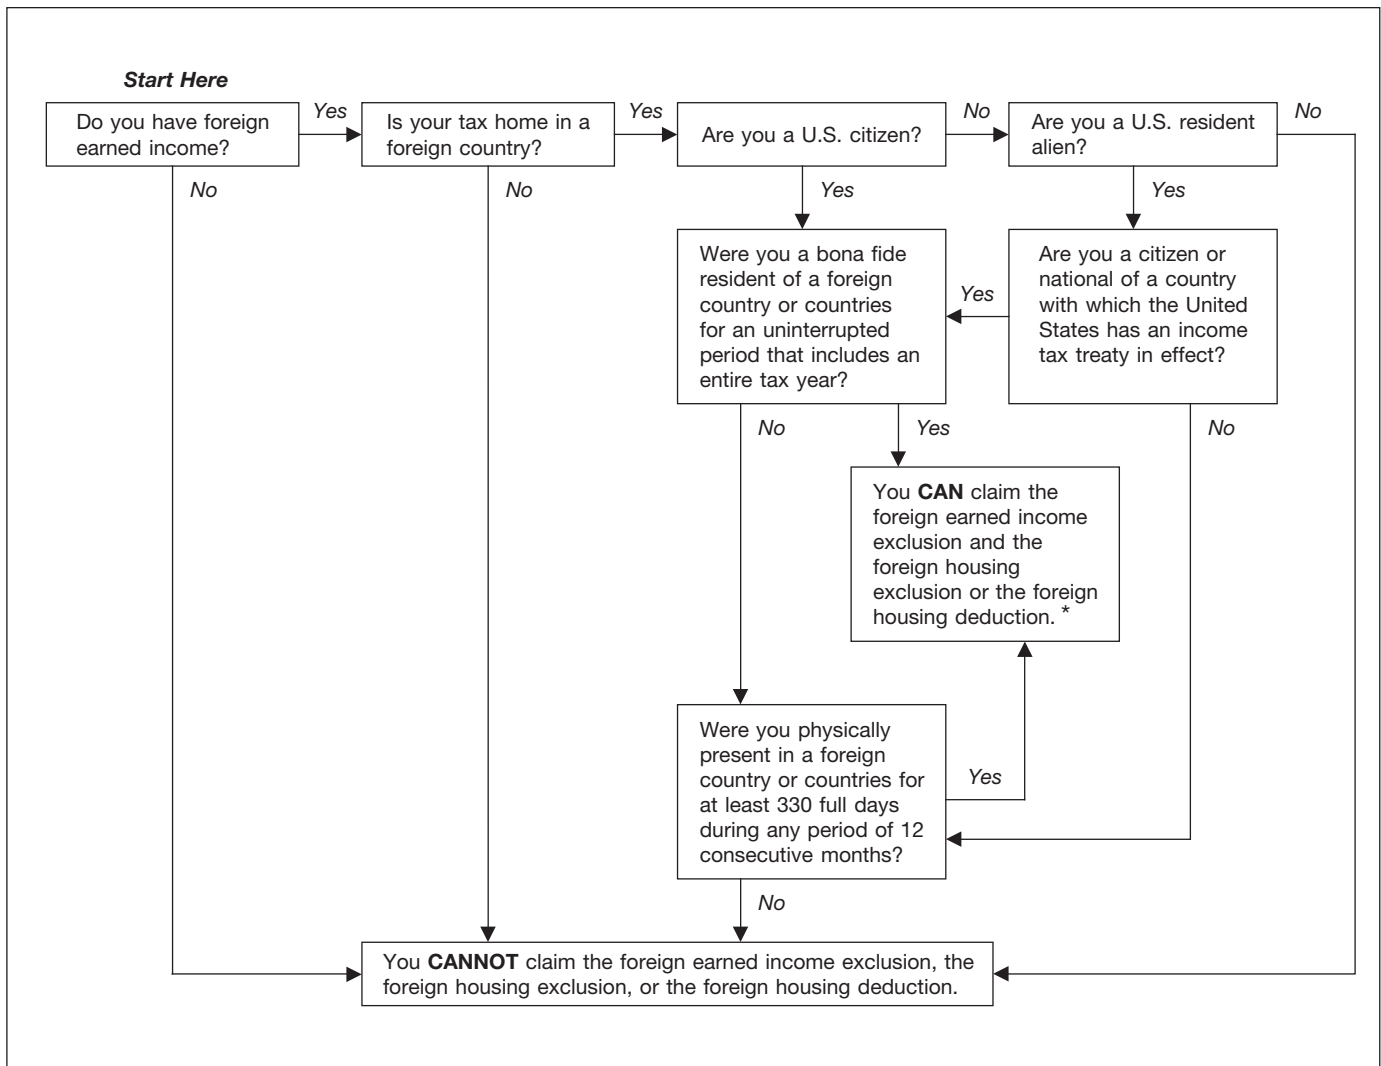 Start Here
Do you have foreign
earned income?
Yes
Is your tax home in a
foreign country?
Yes
Are you a U.S. citizen?
No
Are you a U.S. resident
alien?
No
No
No
Yes
Yes
Were you a bona fide
resident of a foreign
country or countries
for an uninterrupted
period that includes an
entire tax year?
Yes
Are you a citizen or
national of a country
with which the United
States has an income
tax treaty in effect?
No
Yes
No
You CAN claim the
foreign earned income
exclusion and the
foreign housing
exclusion or the foreign
housing deduction. *
Were you physically
present in a foreign
country or countries for
at least 330 full days
during any period of 12
consecutive months?
Yes
No
You CANNOT claim the foreign earned income exclusion, the
foreign housing exclusion, or the foreign housing deduction.